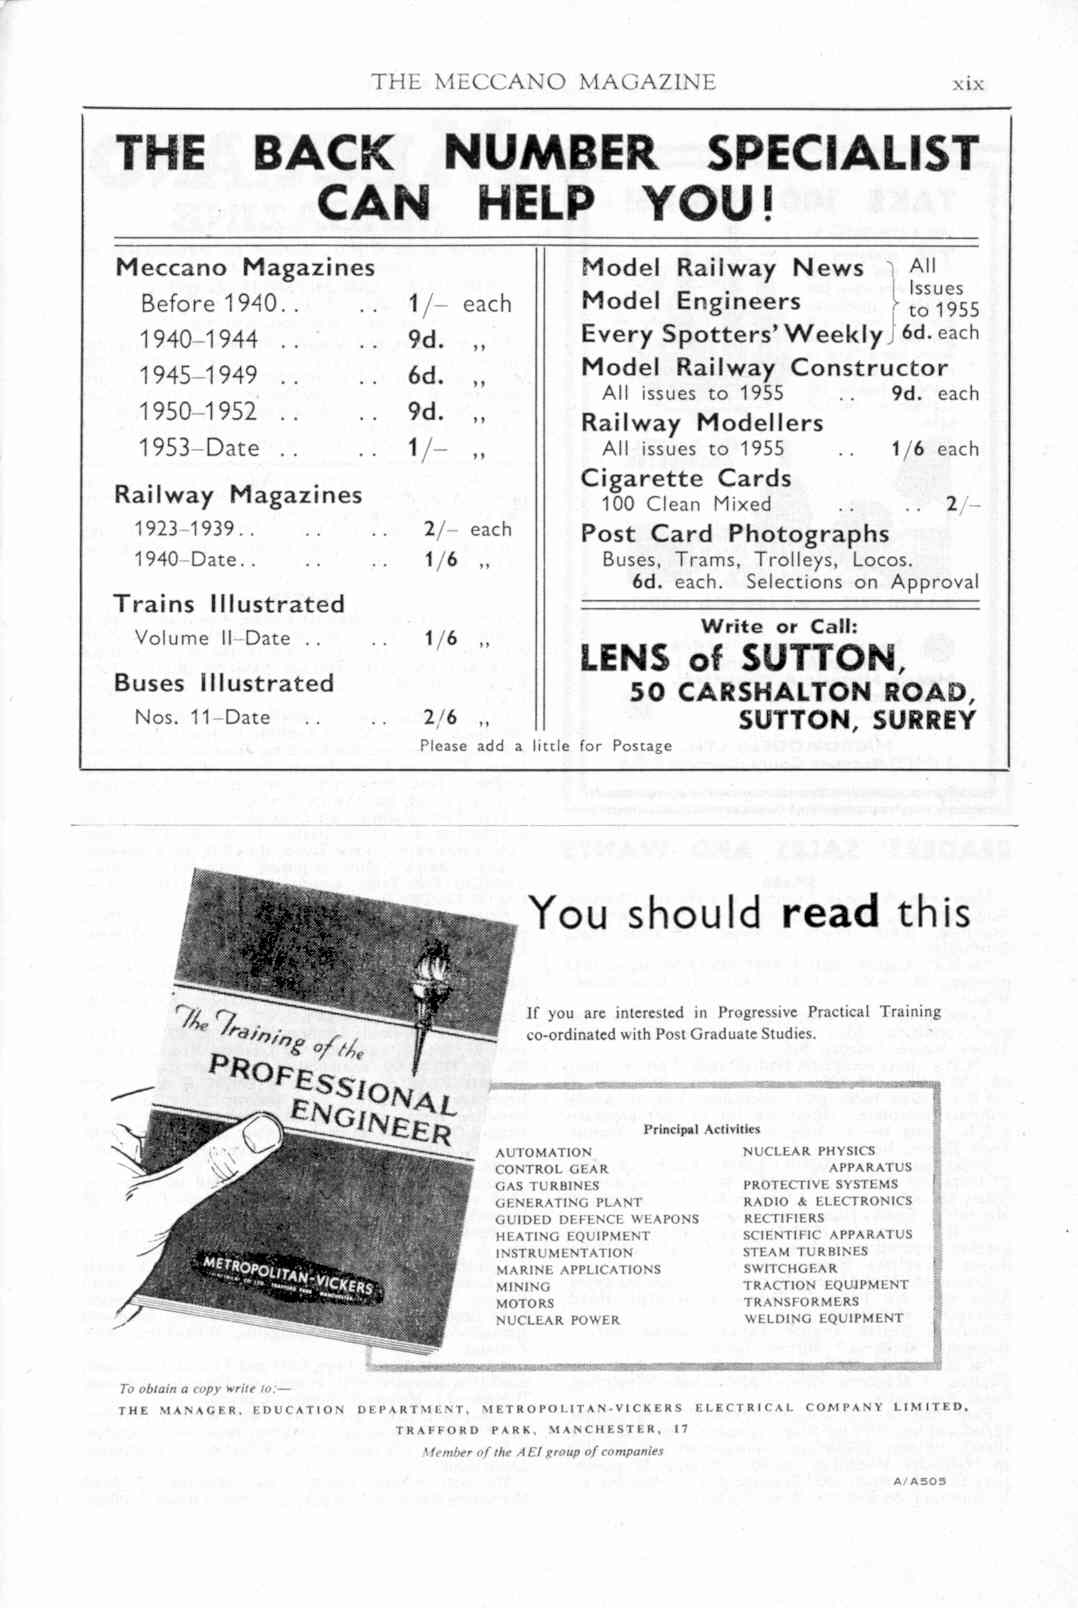 THE MECCANO MAGAZINE xix
THE BACK NUMBER SPECIALIST
CAN HELP YOU!
Meccano Magazines
Before 1940.. .. 1/– each
1940–1944 .. .. 9d. ,,
1945–1949 .. .. 6d. ,,
1950–1952 .. .. 9d. ,,
1953–Date .. .. 1/– ,,
Railway Magazines
1923–1939.. .. .. 2/– each
1940–Date.. .. .. 1/6 ,,
Trains Illustrated
Volume II–Date .. .. 1/6 ,,
Buses Illustrated
Nos. 11–Date .. .. 2/6 ,,
Model Railway News
Model Engineers
Every Spotters' Weekly
All
Issues
to 1955
6d. each
Model Railway Constructor
All issues to 1955 .. 9d. each
Railway Modellers
All issues to 1955 .. 1/6 each
Cigarette Cards
100 Clean Mixed .. .. 2/–
Post Card Photographs
Buses, Trams, Trolleys, Locos.
6d. each. Selections on Approval
Write or Call:
LENS of SUTTON,
50 CARSHALTON ROAD,
SUTTON, SURREY
Please add a little for Postage
You should read this
If you are interested in Progressive Practical Training
co-ordinated with Post Graduate Studies.
The Training of the
PROFESSIONAL
ENGINEER
METROPOLITAN-VICKERS
Principal Activities
AUTOMATION
CONTROL GEAR
GAS TURBINES
GENERATING PLANT
GUIDED DEFENCE WEAPONS
HEATING EQUIPMENT
INSTRUMENTATION
MARINE APPLICATIONS
MINING
MOTORS
NUCLEAR POWER
NUCLEAR PHYSICS
APPARATUS
PROTECTIVE SYSTEMS
RADIO & ELECTRONICS
RECTIFIERS
SCIENTIFIC APPARATUS
STEAM TURBINES
SWITCHGEAR
TRACTION EQUIPMENT
TRANSFORMERS
WELDING EQUIPMENT
To obtain a copy write to:—
THE MANAGER, EDUCATION DEPARTMENT, METROPOLITAN-VICKERS ELECTRICAL COMPANY LIMITED,
TRAFFORD PARK, MANCHESTER, 17
Member of the AEI group of companies
A/A505